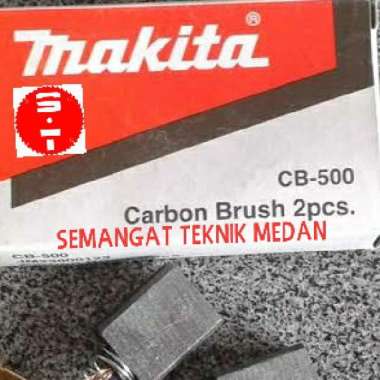 makita®
S-T
CB-500
Carbon Brush 2pcs.
SEMANGAT TEKNIK MEDAN
CB-500